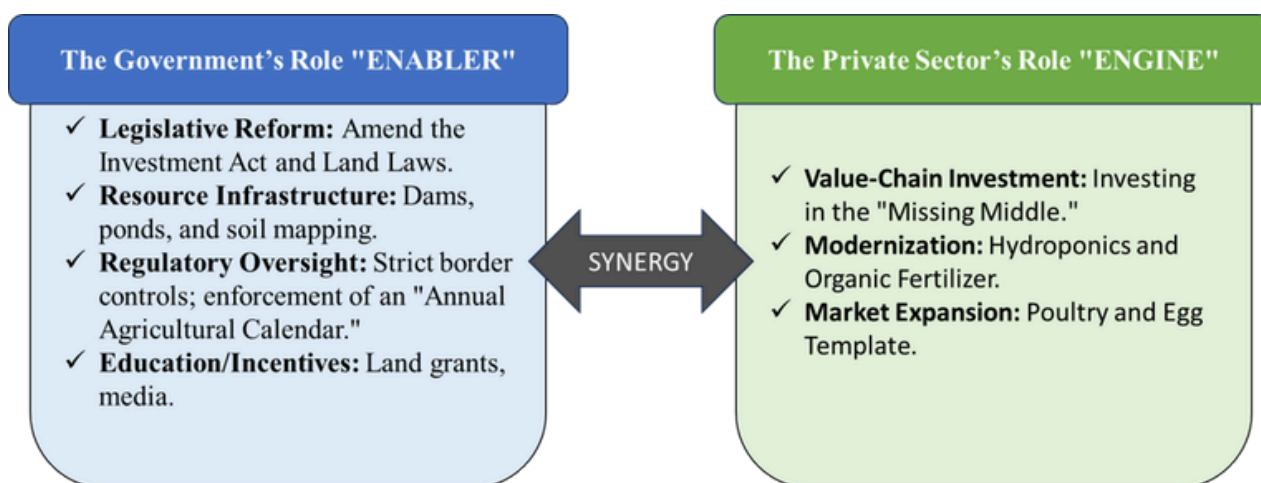 The Government’s Role "ENABLER"
✓ Legislative Reform: Amend the
Investment Act and Land Laws.
✓ Resource Infrastructure: Dams,
ponds, and soil mapping.
✓ Regulatory Oversight: Strict border
controls; enforcement of an "Annual
Agricultural Calendar."
✓ Education/Incentives: Land grants,
media.
SYNERGY
The Private Sector’s Role "ENGINE"
✓ Value-Chain Investment: Investing
in the "Missing Middle."
✓ Modernization: Hydroponics and
Organic Fertilizer.
✓ Market Expansion: Poultry and Egg
Template.